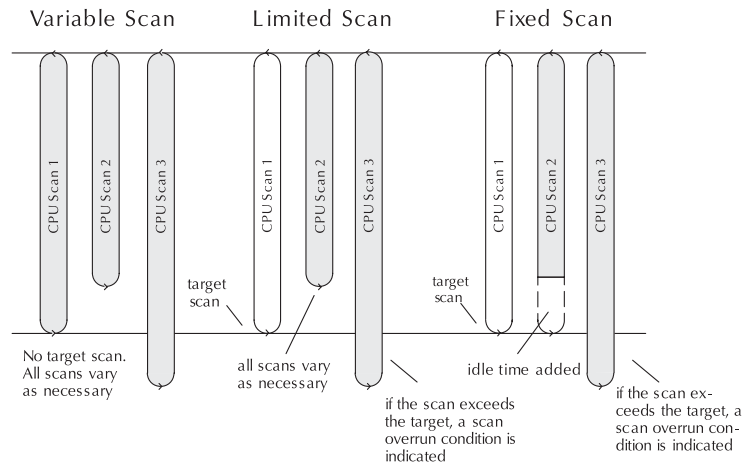 Variable Scan
Limited Scan
Fixed Scan
CPU Scan 1
CPU Scan 2
CPU Scan 3
CPU Scan 1
CPU Scan 2
CPU Scan 3
CPU Scan 1
CPU Scan 2
CPU Scan 3
target
scan
target
scan
No target scan.
All scans vary
as necessary
all scans vary
as necessary
idle time added
if the scan exceeds
the target, a scan
overrun condition is
indicated
if the scan ex-
ceeds the target, a
scan overrun con-
dition is indicated